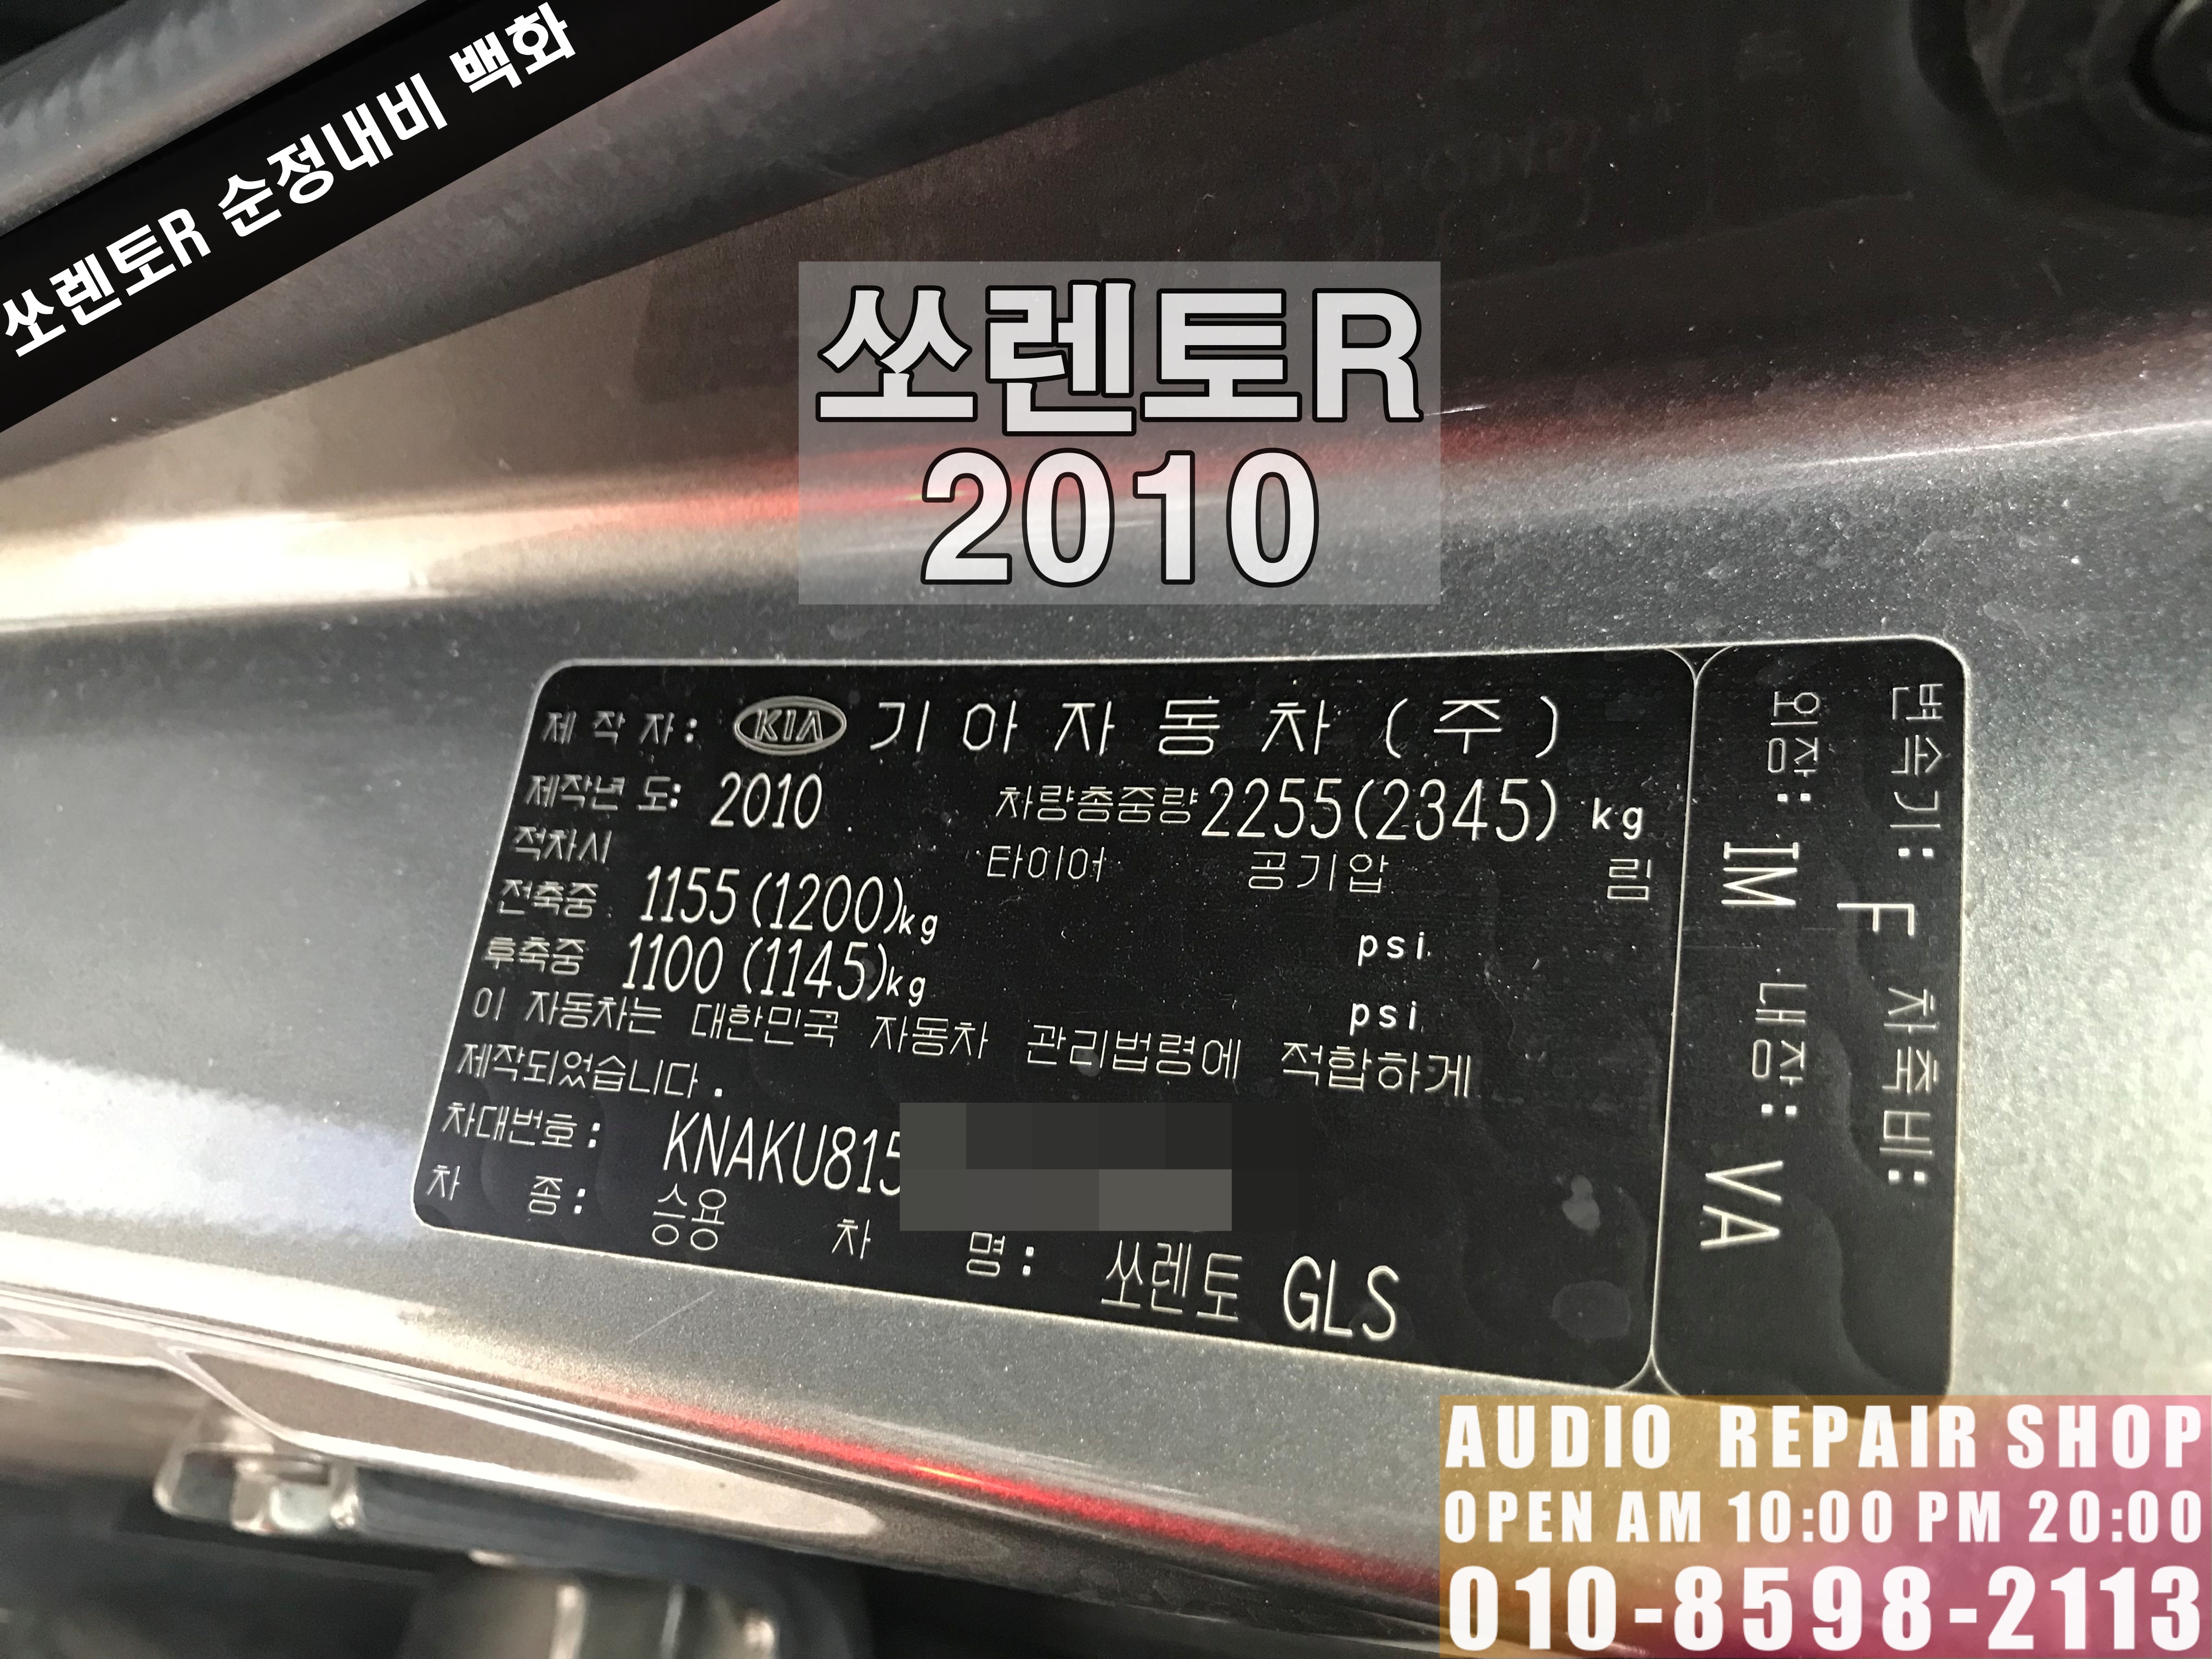 쏘렌토R 순정내비 백화
쏘렌토R
2010
제 작 자: KIA 기 아 자 동 차 ( 주 )
제작년 도: 2010 차량총중량 2255(2345) kg
적차시 타이어 공기압 림
전축중 1155 (1200)kg psi
후축중 1100 (1145)kg psi
이 자동차는 대한민국 자동차 관리법령에 적합하게
제작되었습니다.
차대번호: KNAKU815
차 종: 승용 차 명: 쏘렌토 GLS
변속기: F 차축비:
외장: IM 내장: VA
AUDIO REPAIR SHOP
OPEN AM 10:00 PM 20:00
010-8598-2113